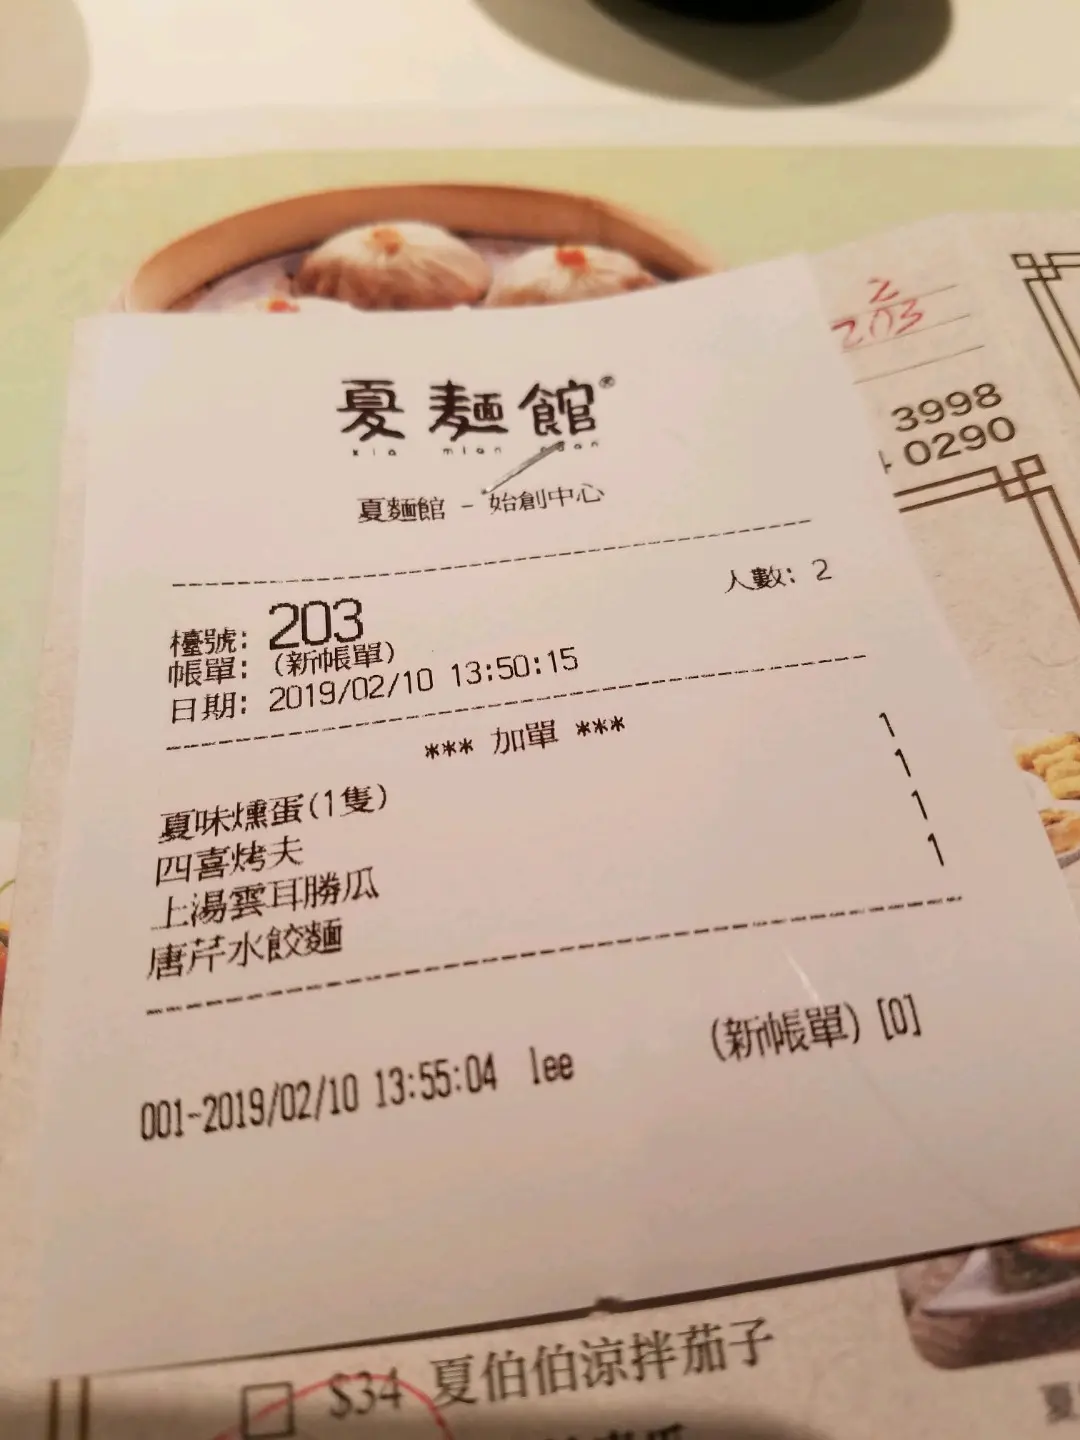 夏麵館®
xia mian guan
夏麵館 - 始創中心
人數: 2
檯號: 203
帳單: (新帳單)
日期: 2019/02/10 13:50:15
*** 加單 ***
夏味燻蛋(1隻) 1
四喜烤夫 1
上湯雲耳勝瓜 1
唐芹水餃麵 1
(新帳單) [0]
001-2019/02/10 13:55:04 lee
2
203
3998
0290
$34 夏伯伯涼拌茄子
夏